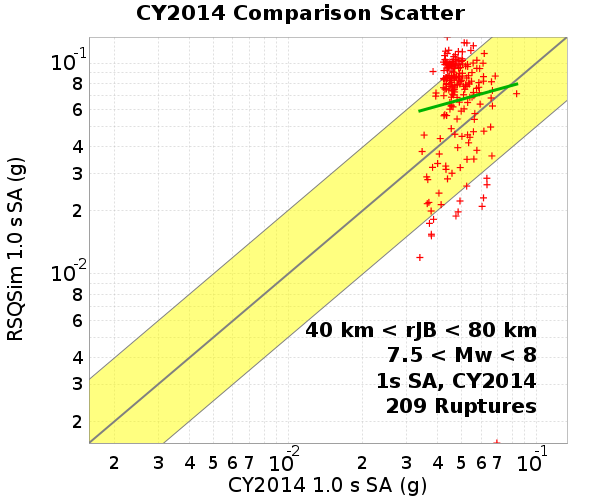 CY2014 Comparison Scatter
RSQSim 1.0 s SA (g)
10-1
8
6
4
3
2
10-2
8
6
4
3
2
40 km < rJB < 80 km
7.5 < Mw < 8
1s SA, CY2014
209 Ruptures
2 3 4 5 6 7 10-2 2 3 4 5 6 7 10-1
CY2014 1.0 s SA (g)